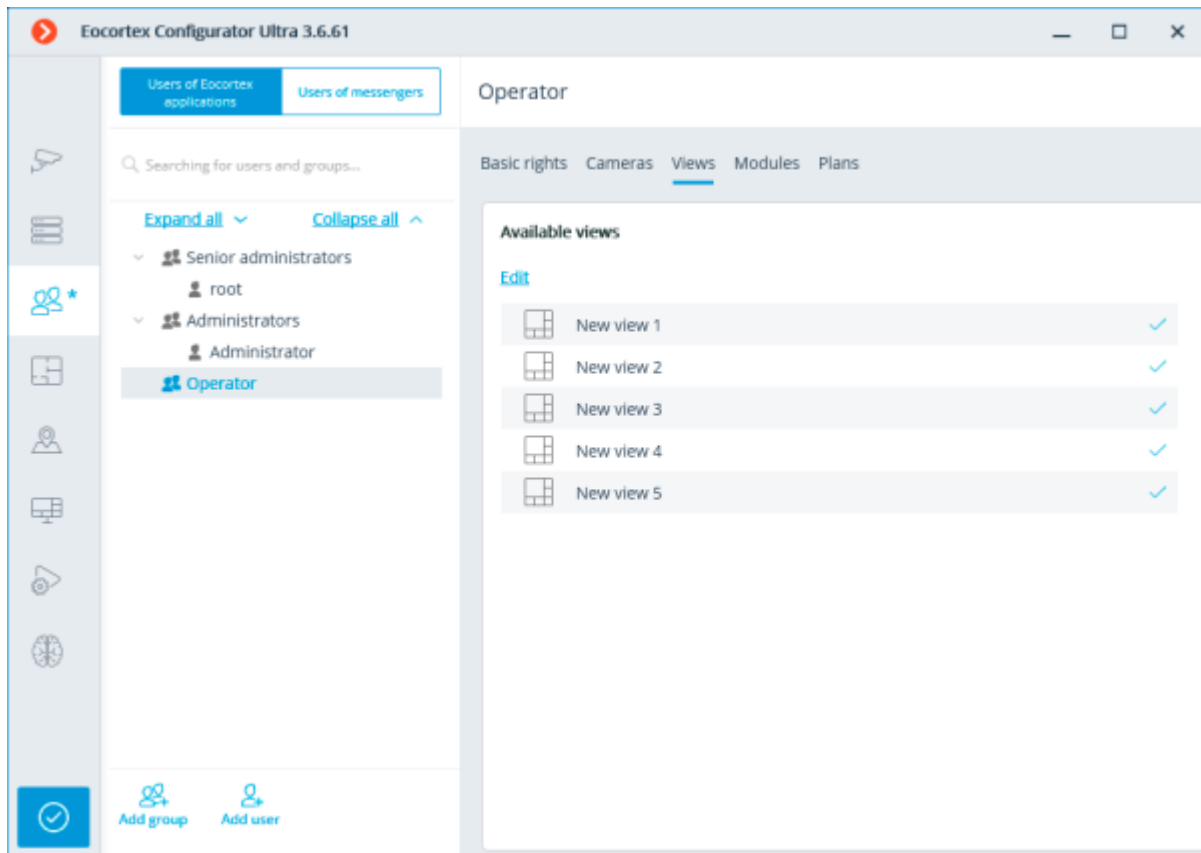 Eocortex Configurator Ultra 3.6.61
Users of Eocortex
applications
Users of messengers
Searching for users and groups...
Expand all
Collapse all
Senior administrators
root
Administrators
Administrator
Operator
Add group
Add user
Operator
Basic rights Cameras Views Modules Plans
Available views
Edit
New view 1
New view 2
New view 3
New view 4
New view 5